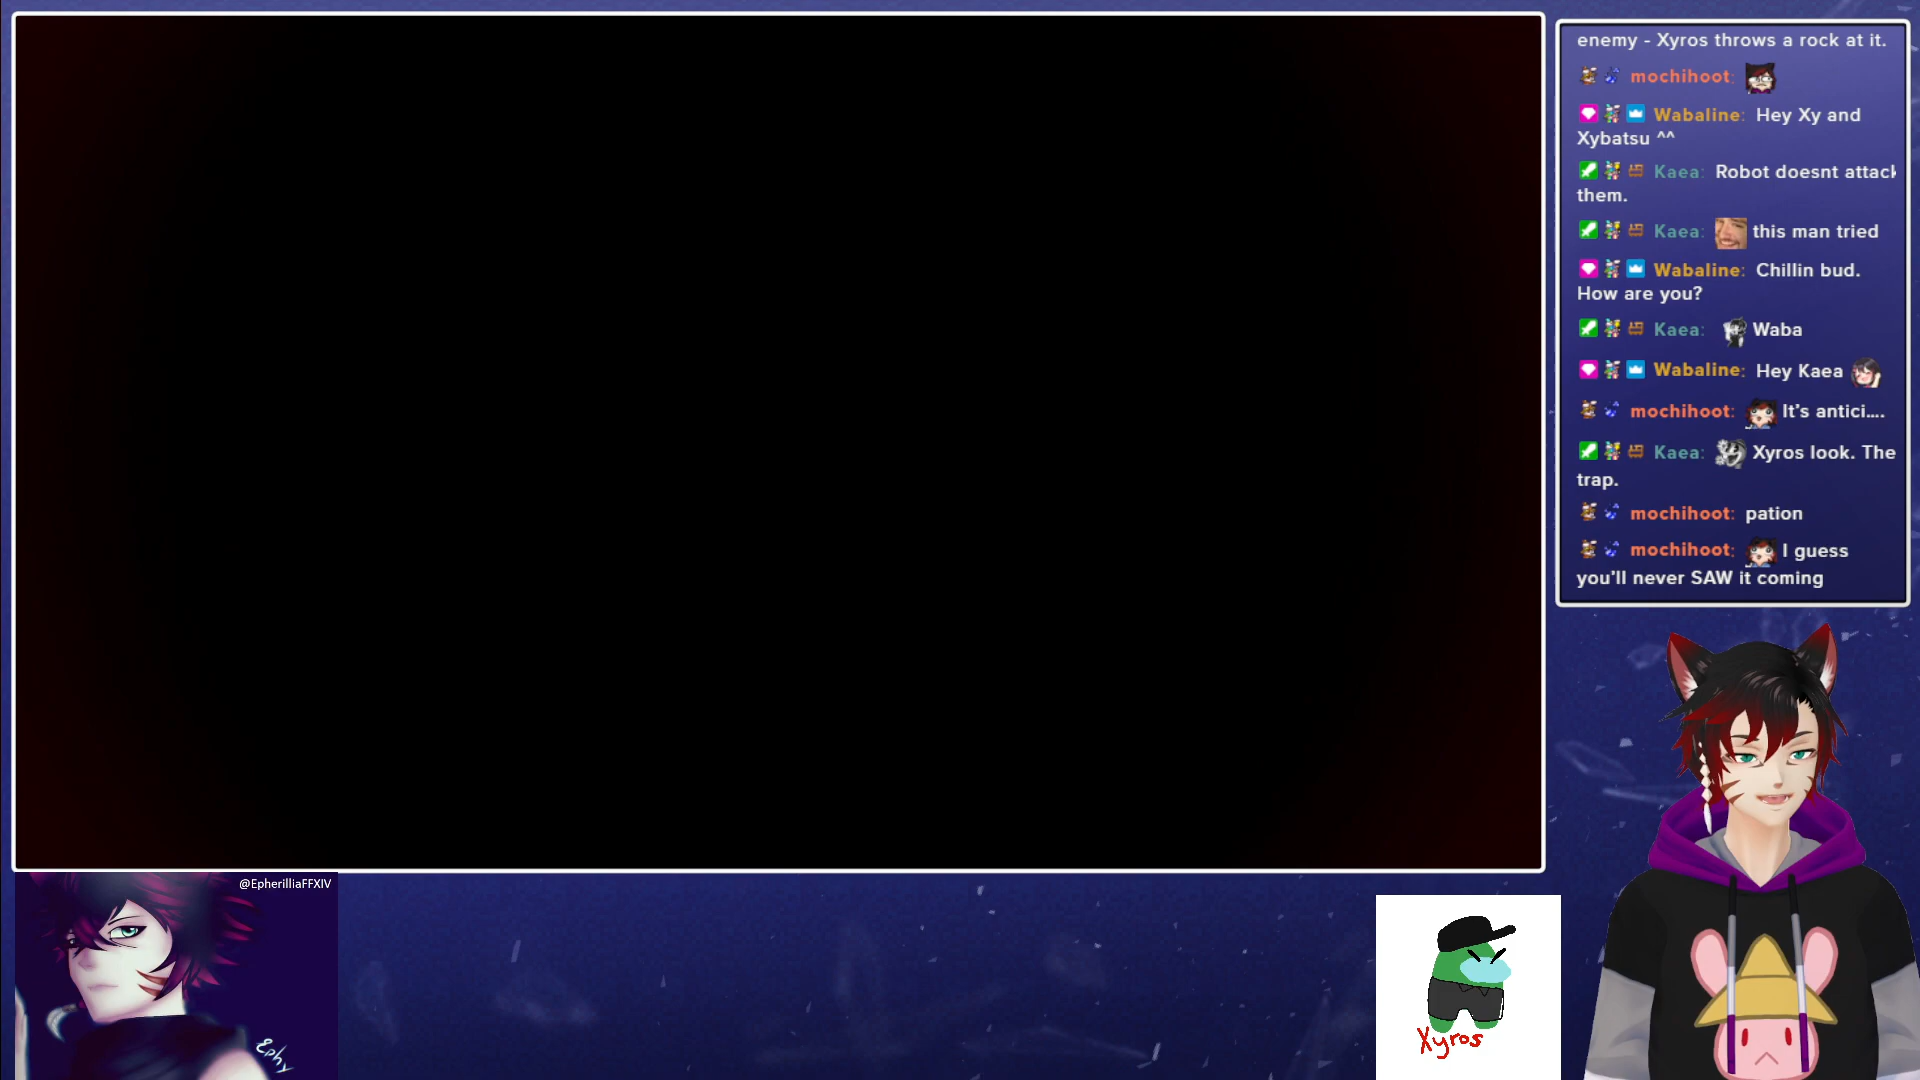 enemy - Xyros throws a rock at it.
mochihoot:
Wabaline: Hey Xy and
Xybatsu ^^
Kaea: Robot doesnt attack
them.
Kaea: this man tried
Wabaline: Chillin bud.
How are you?
Kaea: Waba
Wabaline: Hey Kaea
mochihoot: It's antici....
Kaea: Xyros look. The
trap.
mochihoot: pation
mochihoot: I guess
you'll never SAW it coming
@EpherilliaFFXIV
Ephy
Xyros